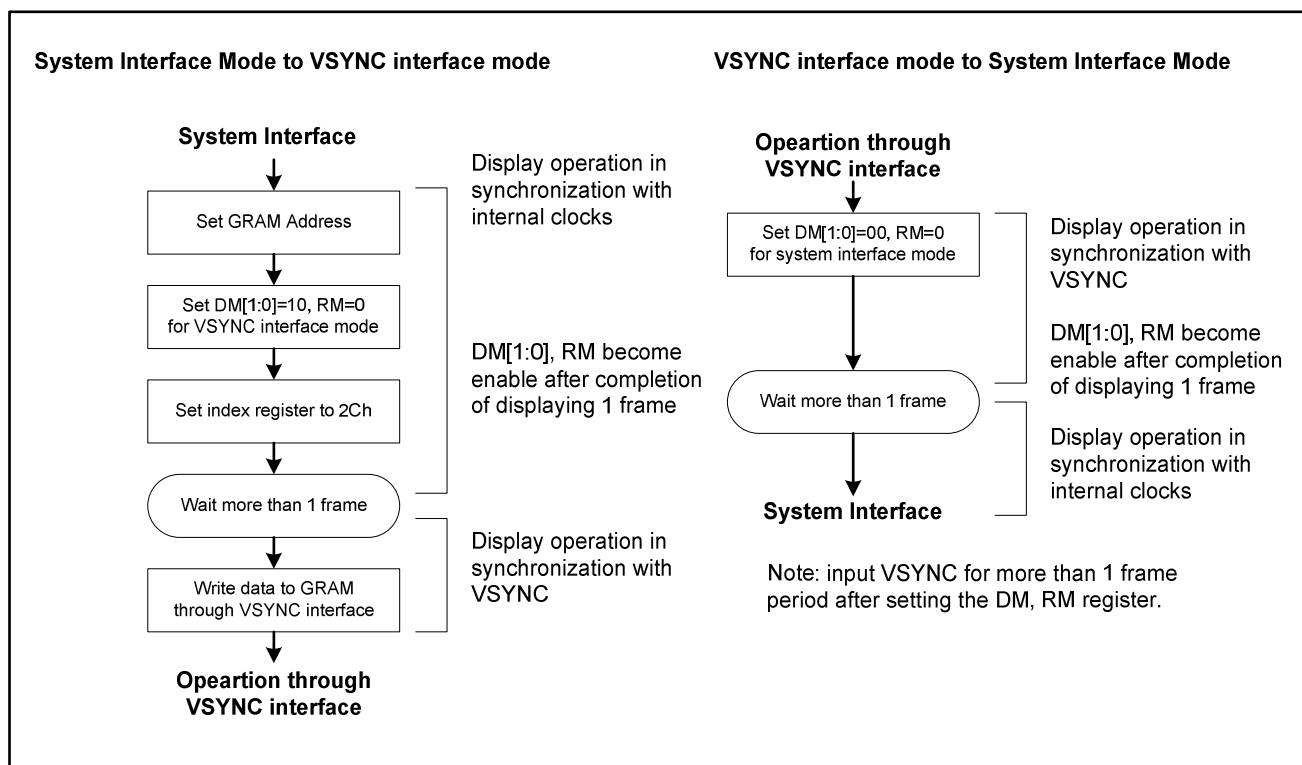 System Interface Mode to VSYNC interface mode
System Interface
Set GRAM Address
Set DM[1:0]=10, RM=0
for VSYNC interface mode
Set index register to 2Ch
Wait more than 1 frame
Write data to GRAM
through VSYNC interface
Opeartion through
VSYNC interface
Display operation in
synchronization with
internal clocks
DM[1:0], RM become
enable after completion
of displaying 1 frame
Display operation in
synchronization with
VSYNC
VSYNC interface mode to System Interface Mode
Opeartion through
VSYNC interface
Set DM[1:0]=00, RM=0
for system interface mode
Wait more than 1 frame
System Interface
Display operation in
synchronization with
VSYNC
DM[1:0], RM become
enable after completion
of displaying 1 frame
Display operation in
synchronization with
internal clocks
Note: input VSYNC for more than 1 frame
period after setting the DM, RM register.